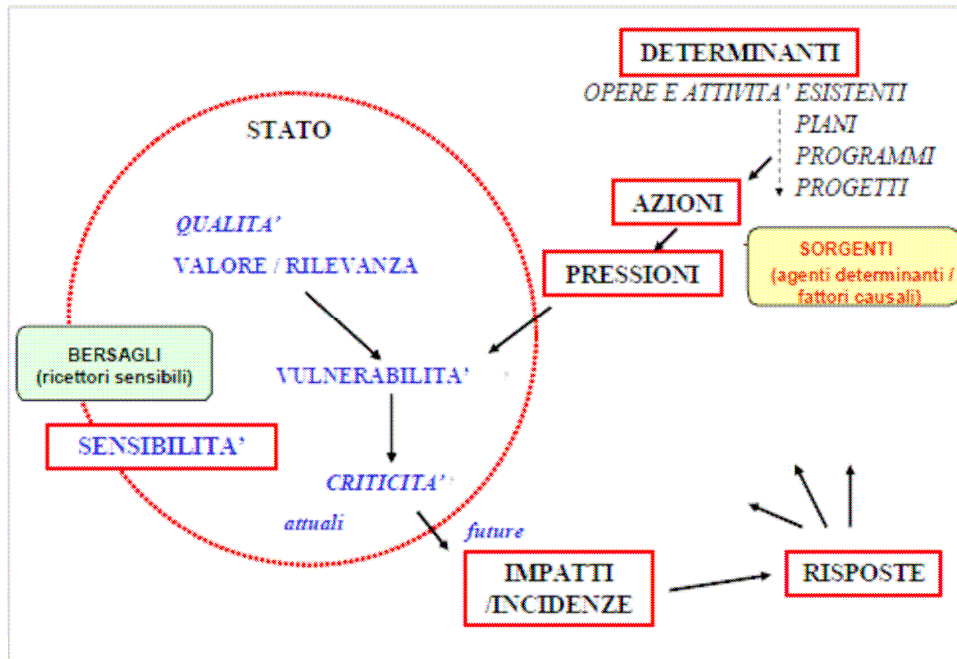 DETERMINANTI
OPERE E ATTIVITA' ESISTENTI
PIANI
PROGRAMMI
PROGETTI
STATO
AZIONI
QUALITA'
VALORE / RILEVANZA
PRESSIONI
SORGENTI
(agenti determinanti /
fattori causali)
BERSAGLI
(ricettori sensibili)
VULNERABILITA'
SENSIBILITA'
CRITICITA'
attuali
future
IMPATTI
/INCIDENZE
RISPOSTE